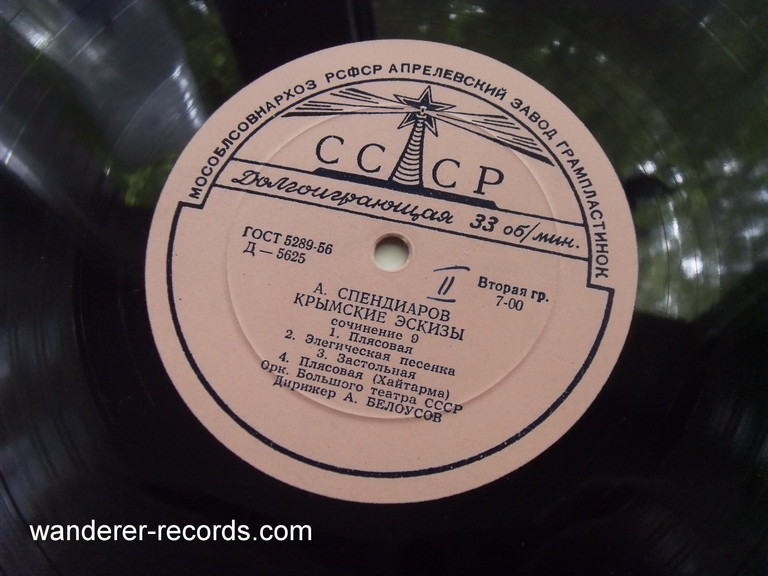 МОСОБЛСОВНАРХОЗ РСФСР АПРЕЛЕВСКИЙ ЗАВОД ГРАМПЛАСТИНОК
СССР
Долгоиграющая 33 об/мин.
ГОСТ 5289-56
Д — 5625
II
Вторая гр.
7-00
А. СПЕНДИАРОВ
КРЫМСКИЕ ЭСКИЗЫ
сочинение 9
1. Плясовая
2. Элегическая песенка
3. Застольная
4. Плясовая (Хайтарма)
Орк. Большого театра СССР
Дирижер А. БЕЛОУСОВ
wanderer-records.com